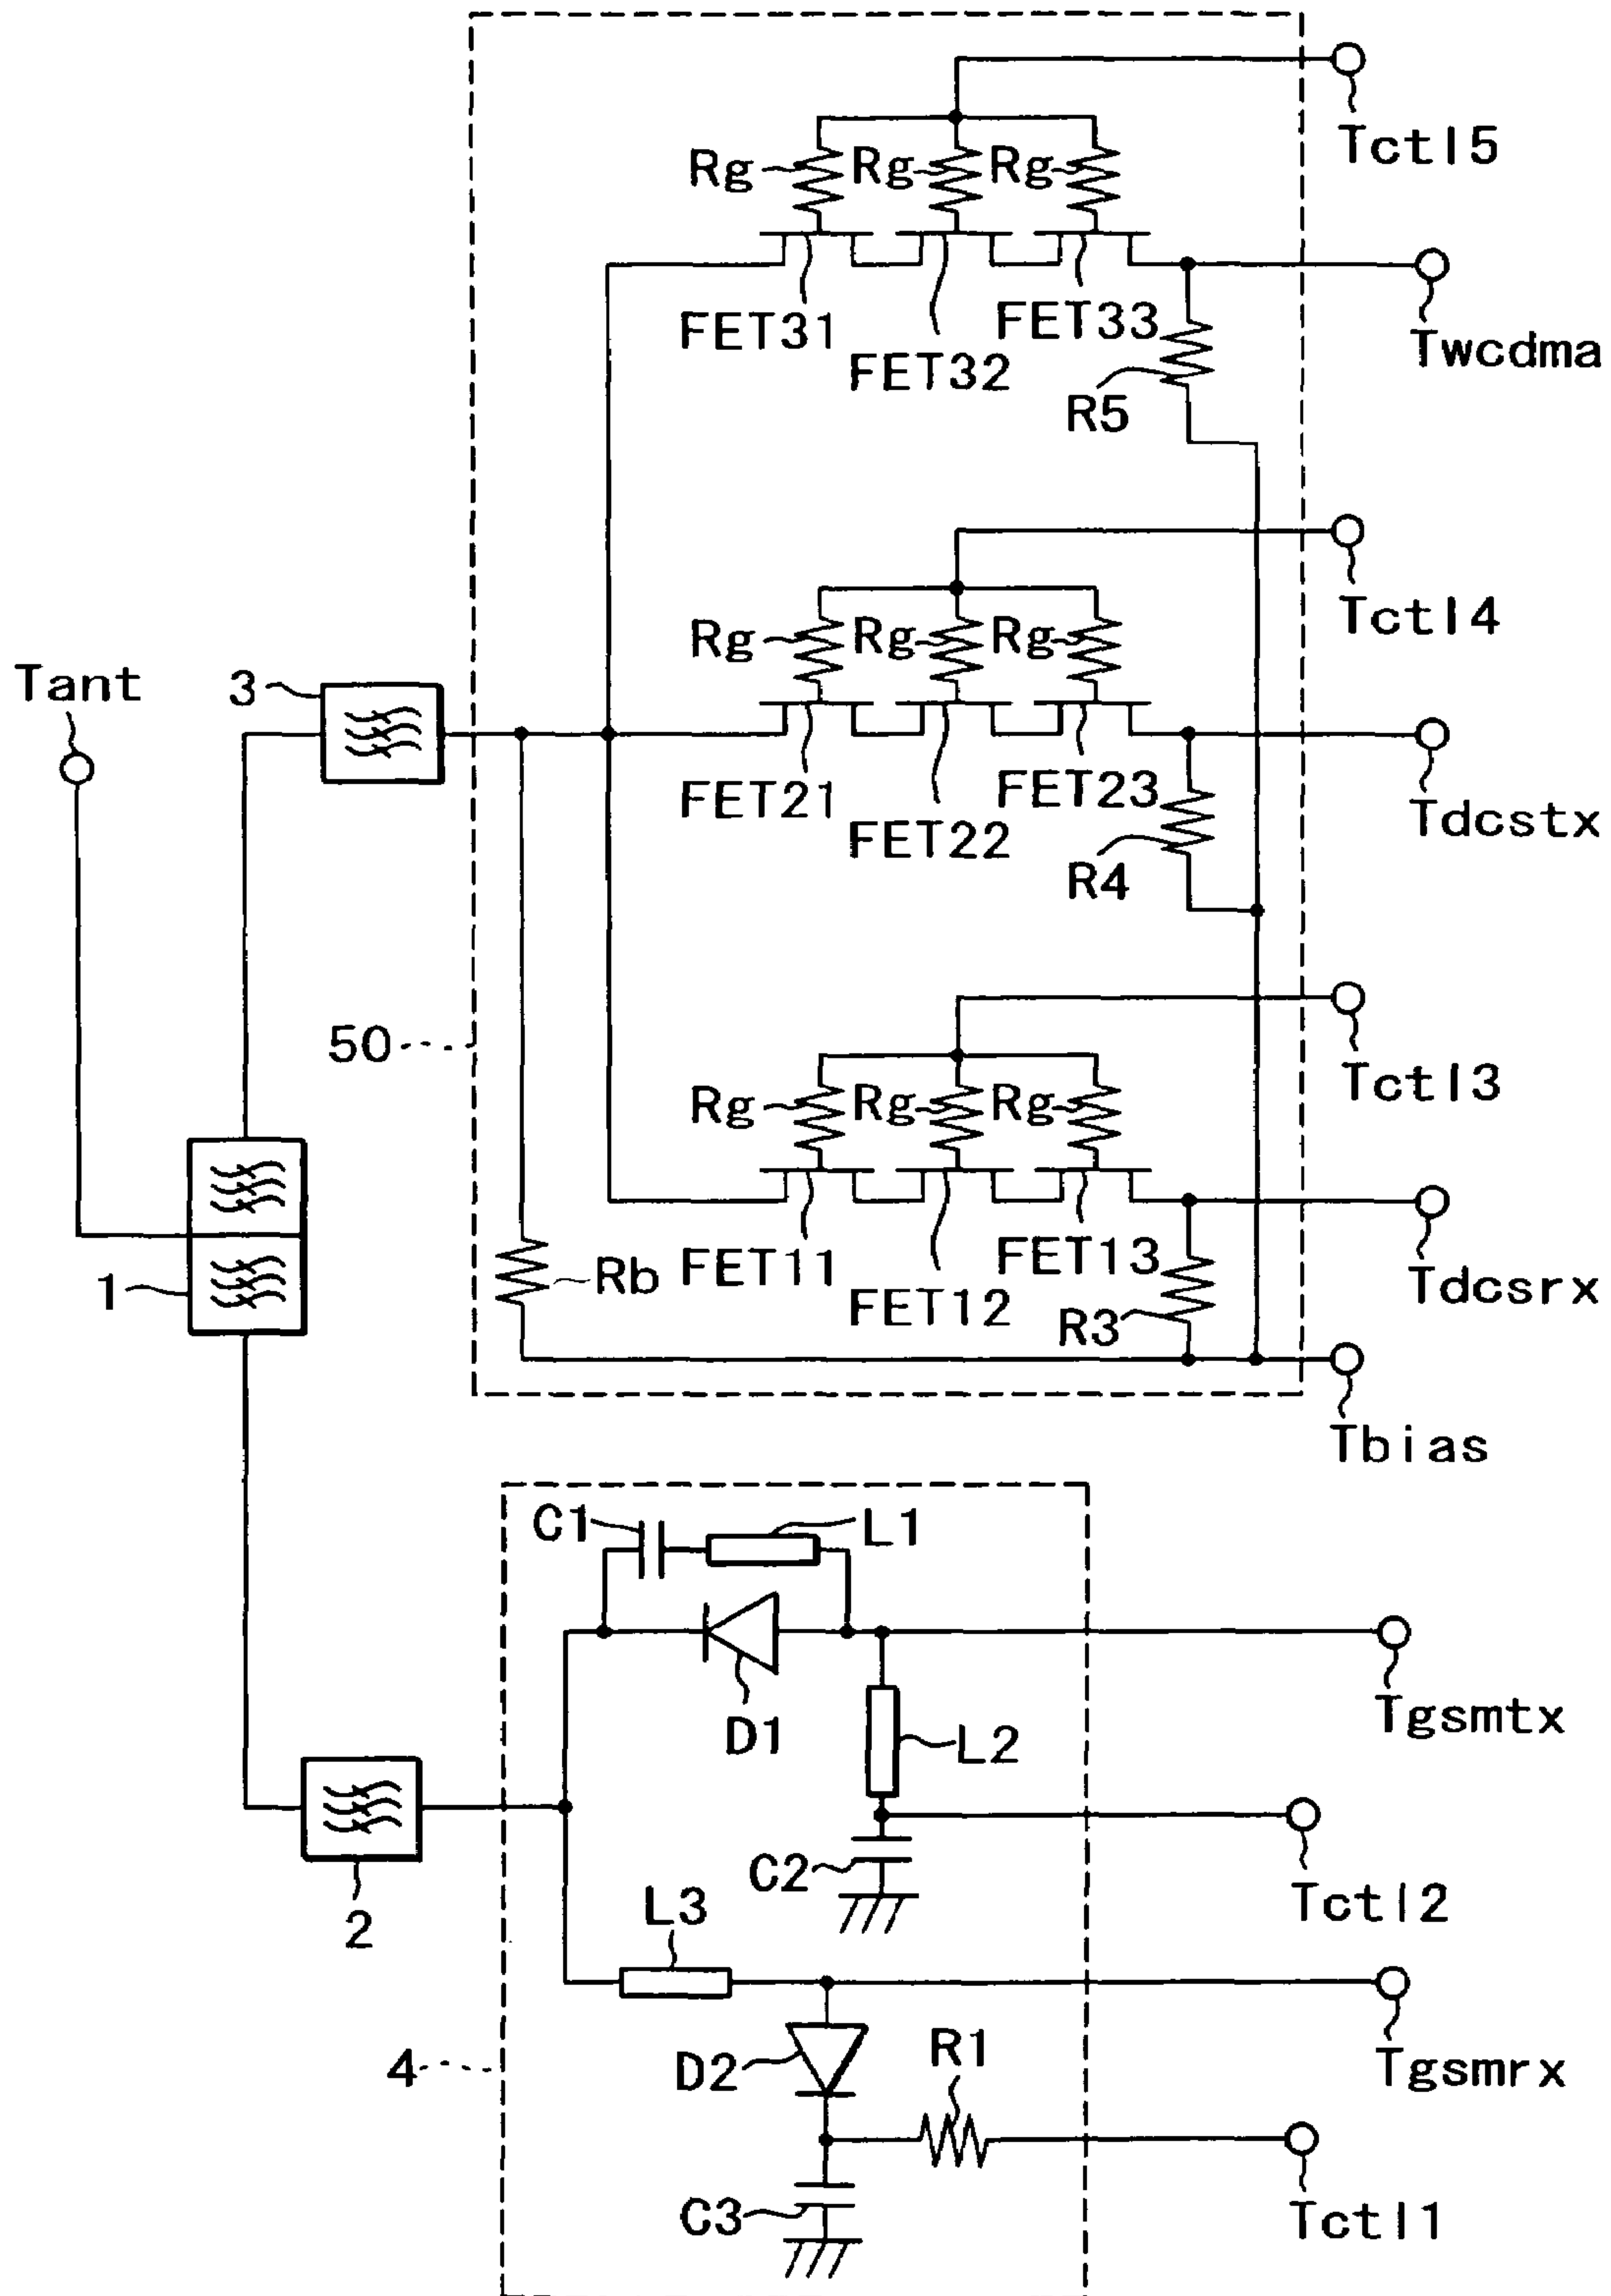 Tctl5
Rg Rg Rg
FET31 FET32 FET33
Twcdma
R5
Tctl4
Rg Rg Rg
Tant
3
FET21 FET22 FET23
Tdcstx
R4
50
Tctl3
Rg Rg Rg
1
Rb
FET11 FET12 FET13
Tdcsrx
R3
Tbias
C1
L1
D1
Tgsmtx
L2
C2
Tctl2
2
L3
4
D2
R1
Tgsmrx
C3
Tctl1